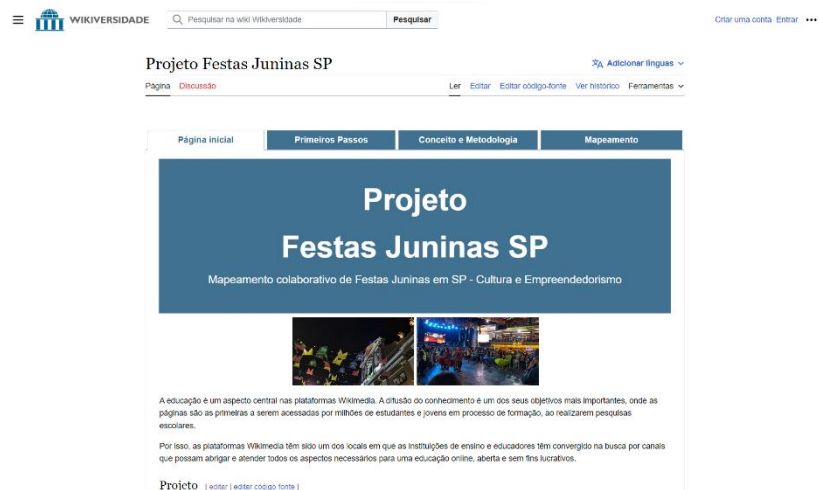 WIKIVERSIDADE
Pesquisar na wiki Wikiversidade
Pesquisar
Criar uma conta Entrar
Projeto Festas Juninas SP
Adicionar línguas
Página Discussão
Ler Editar Editar código-fonte Ver histórico Ferramentas
Página inicial
Primeiros Passos
Conceito e Metodologia
Mapeamento
Projeto
Festas Juninas SP
Mapeamento colaborativo de Festas Juninas em SP - Cultura e Empreendedorismo
A educação é um aspecto central nas plataformas Wikimedia. A difusão do conhecimento é um dos seus objetivos mais importantes, onde as
páginas são as primeiras a serem acessadas por milhões de estudantes e jovens em processo de formação, ao realizarem pesquisas
escolares.
Por isso, as plataformas Wikimedia têm sido um dos locais em que as instituições de ensino e educadores têm convergido na busca por canais
que possam abrigar e atender todos os aspectos necessários para uma educação online, aberta e sem fins lucrativos.
Projeto [ editar | editar código fonte ]